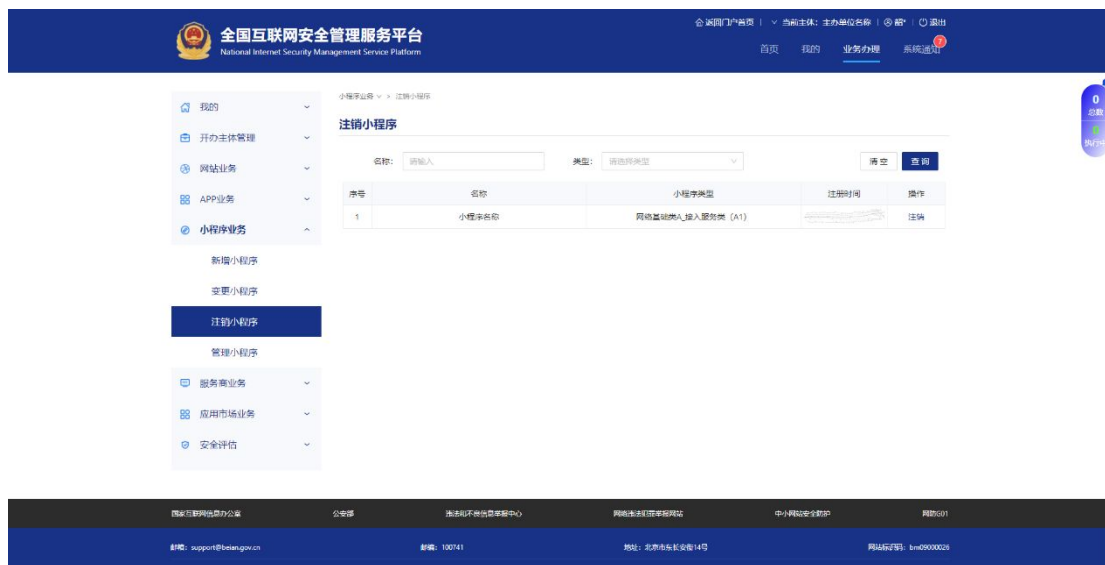 全国互联网安全管理服务平台
National Internet Security Management Service Platform
返回门户首页 | 当前主体：主办单位名称 | 郝* | 退出
首页 我的 业务办理 系统通知 7
我的
开办主体管理
网站业务
APP业务
小程序业务
新增小程序
变更小程序
注销小程序
管理小程序
服务商业务
应用市场业务
安全评估
小程序业务 > 注销小程序
注销小程序
名称： 请输入 类型： 请选择类型 清空 查询
序号 名称 小程序类型 注册时间 操作
1 小程序名称 网络基础类A_接入服务类（A1） 注销
0
总数
0
执行中
国家互联网信息办公室 公安部 违法和不良信息举报中心 网络违法犯罪举报网站 中小网站安全防护 网防G01
邮箱：support@beian.gov.cn 邮编：100741 地址：北京市东长安街14号 网站标识码：bm09000026